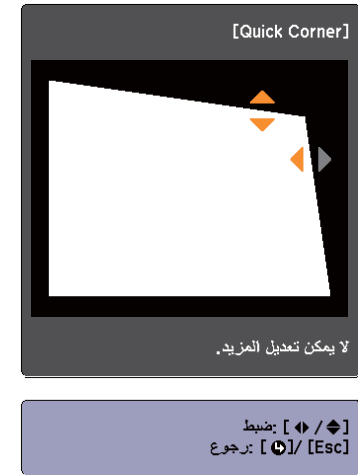 [Quick Corner]
لا يمكن تعديل المزيد.
[ / ] :ضبط
[Esc] /[ ] :رجوع